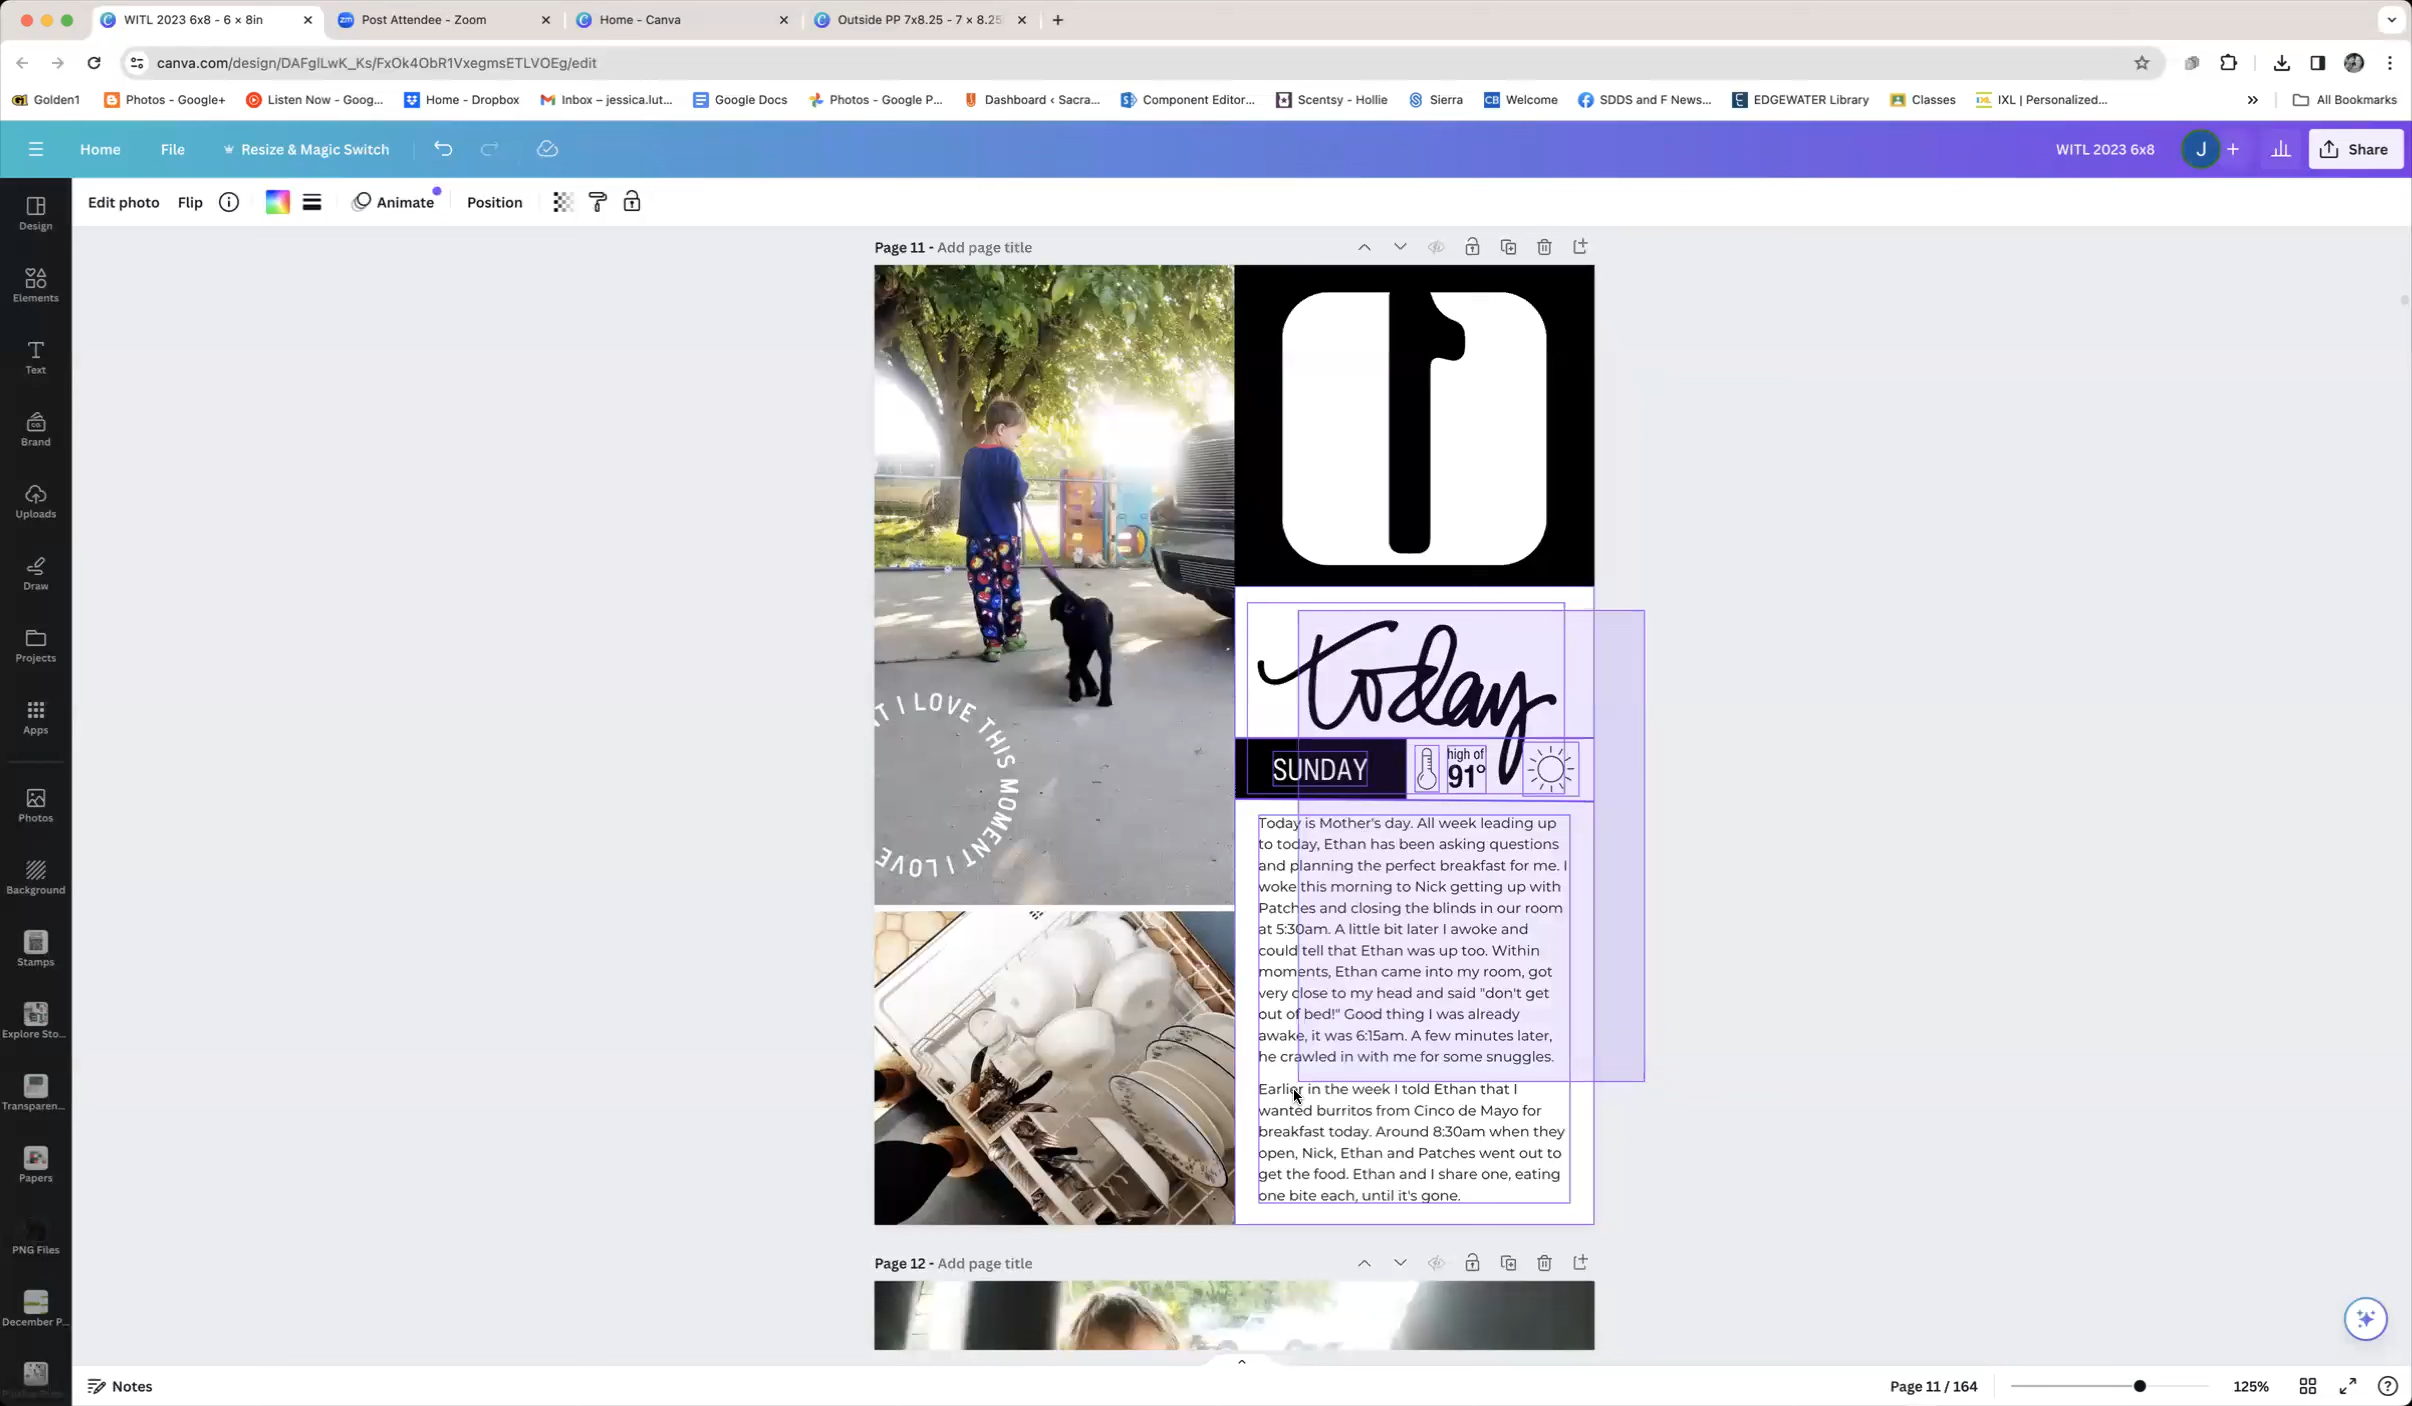 WITL 2023 6x8 - 6 × 8in
Post Attendee - Zoom
Home - Canva
Outside PP 7x8.25 - 7 × 8.25
canva.com/design/DAFglLwK_Ks/FxOk4ObR1VxegmsETLVOEg/edit
Golden1
Photos - Google+
Listen Now - Goog...
Home - Dropbox
Inbox – jessica.lut...
Google Docs
Photos - Google P...
Dashboard ‹ Sacra...
Component Editor...
Scentsy - Hollie
Sierra
Welcome
SDDS and F News...
EDGEWATER Library
Classes
IXL | Personalized...
All Bookmarks
Home
File
Resize & Magic Switch
WITL 2023 6x8
J
Share
Edit photo
Flip
Animate
Position
Design
Elements
Text
Brand
Uploads
Draw
Projects
Apps
Photos
Background
Stamps
Explore Sto...
Transparen...
Papers
PNG Files
December P...
Page 11 - Add page title
1
I LOVE THIS MOMENT I LOVE
today
SUNDAY
high of
91°
Today is Mother's day. All week leading up
to today, Ethan has been asking questions
and planning the perfect breakfast for me. I
woke this morning to Nick getting up with
Patches and closing the blinds in our room
at 5:30am. A little bit later I awoke and
could tell that Ethan was up too. Within
moments, Ethan came into my room, got
very close to my head and said "don't get
out of bed!" Good thing I was already
awake, it was 6:15am. A few minutes later,
he crawled in with me for some snuggles.
Earlier in the week I told Ethan that I
wanted burritos from Cinco de Mayo for
breakfast today. Around 8:30am when they
open, Nick, Ethan and Patches went out to
get the food. Ethan and I share one, eating
one bite each, until it's gone.
Page 12 - Add page title
Notes
Page 11 / 164
125%